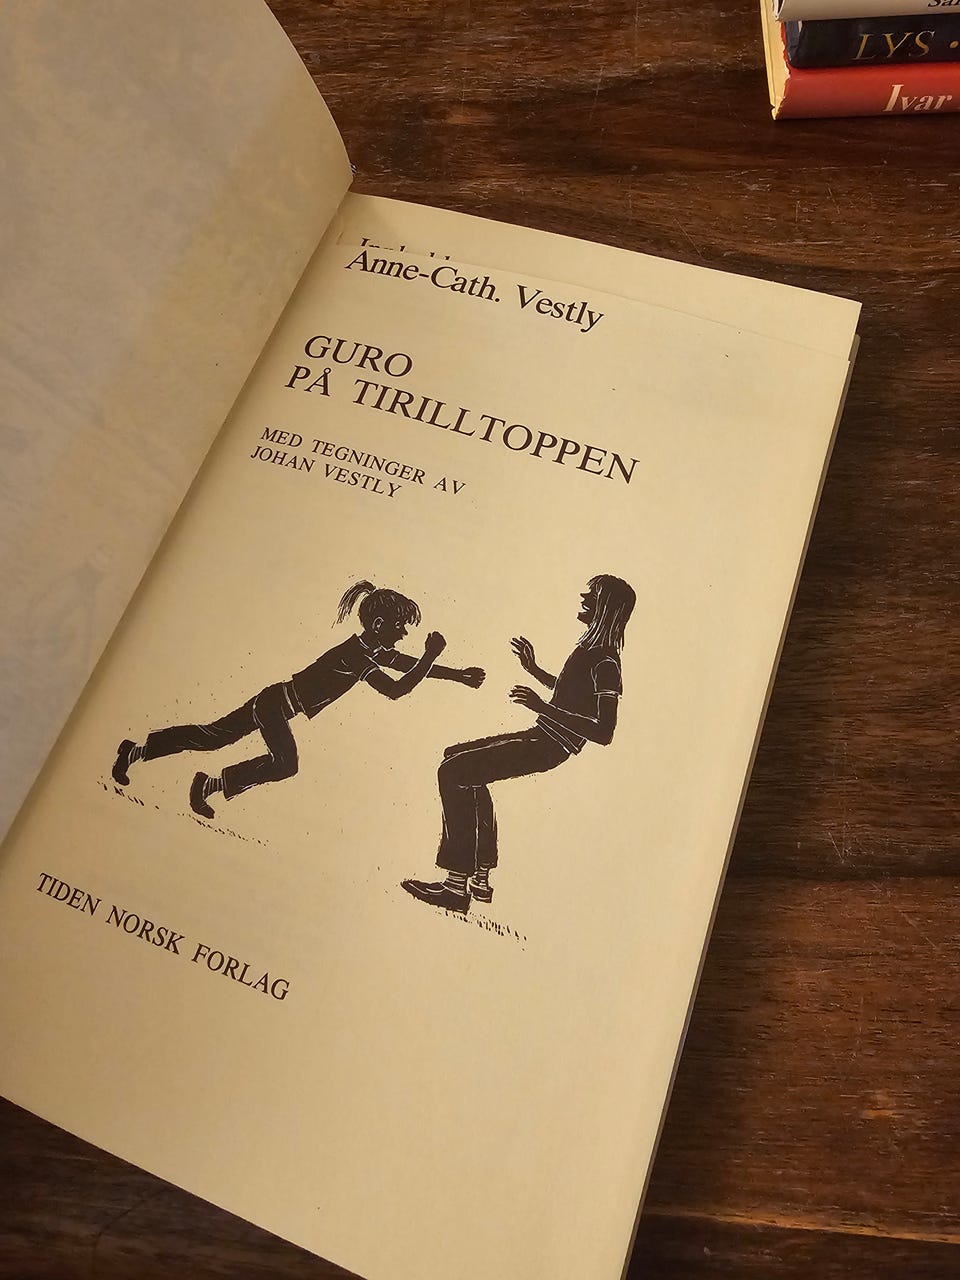 LYS
Ivar
Anne-Cath. Vestly
GURO
PÅ TIRILLTOPPEN
MED TEGNINGER AV
JOHAN VESTLY
TIDEN NORSK FORLAG